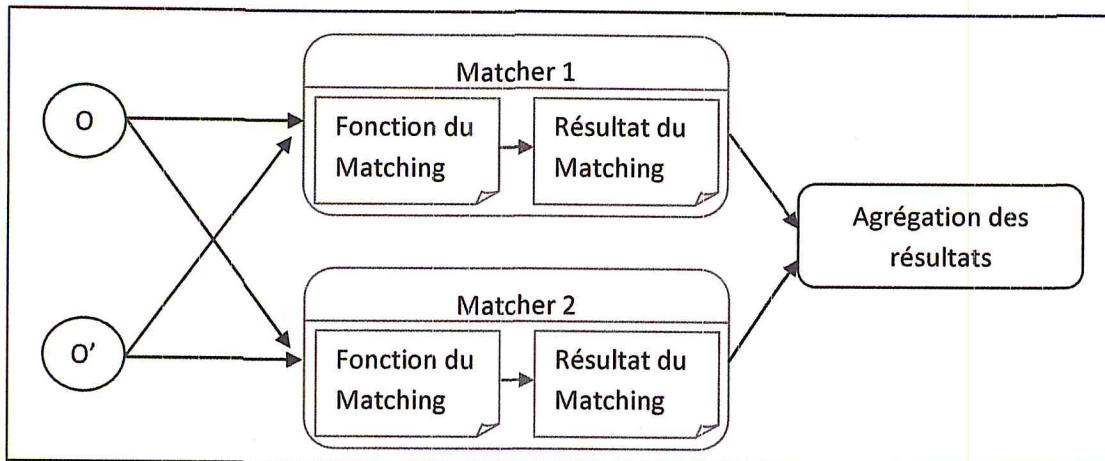 Matcher 1
O
Fonction du
Matching
Résultat du
Matching
Agrégation des
résultats
Matcher 2
O'
Fonction du
Matching
Résultat du
Matching